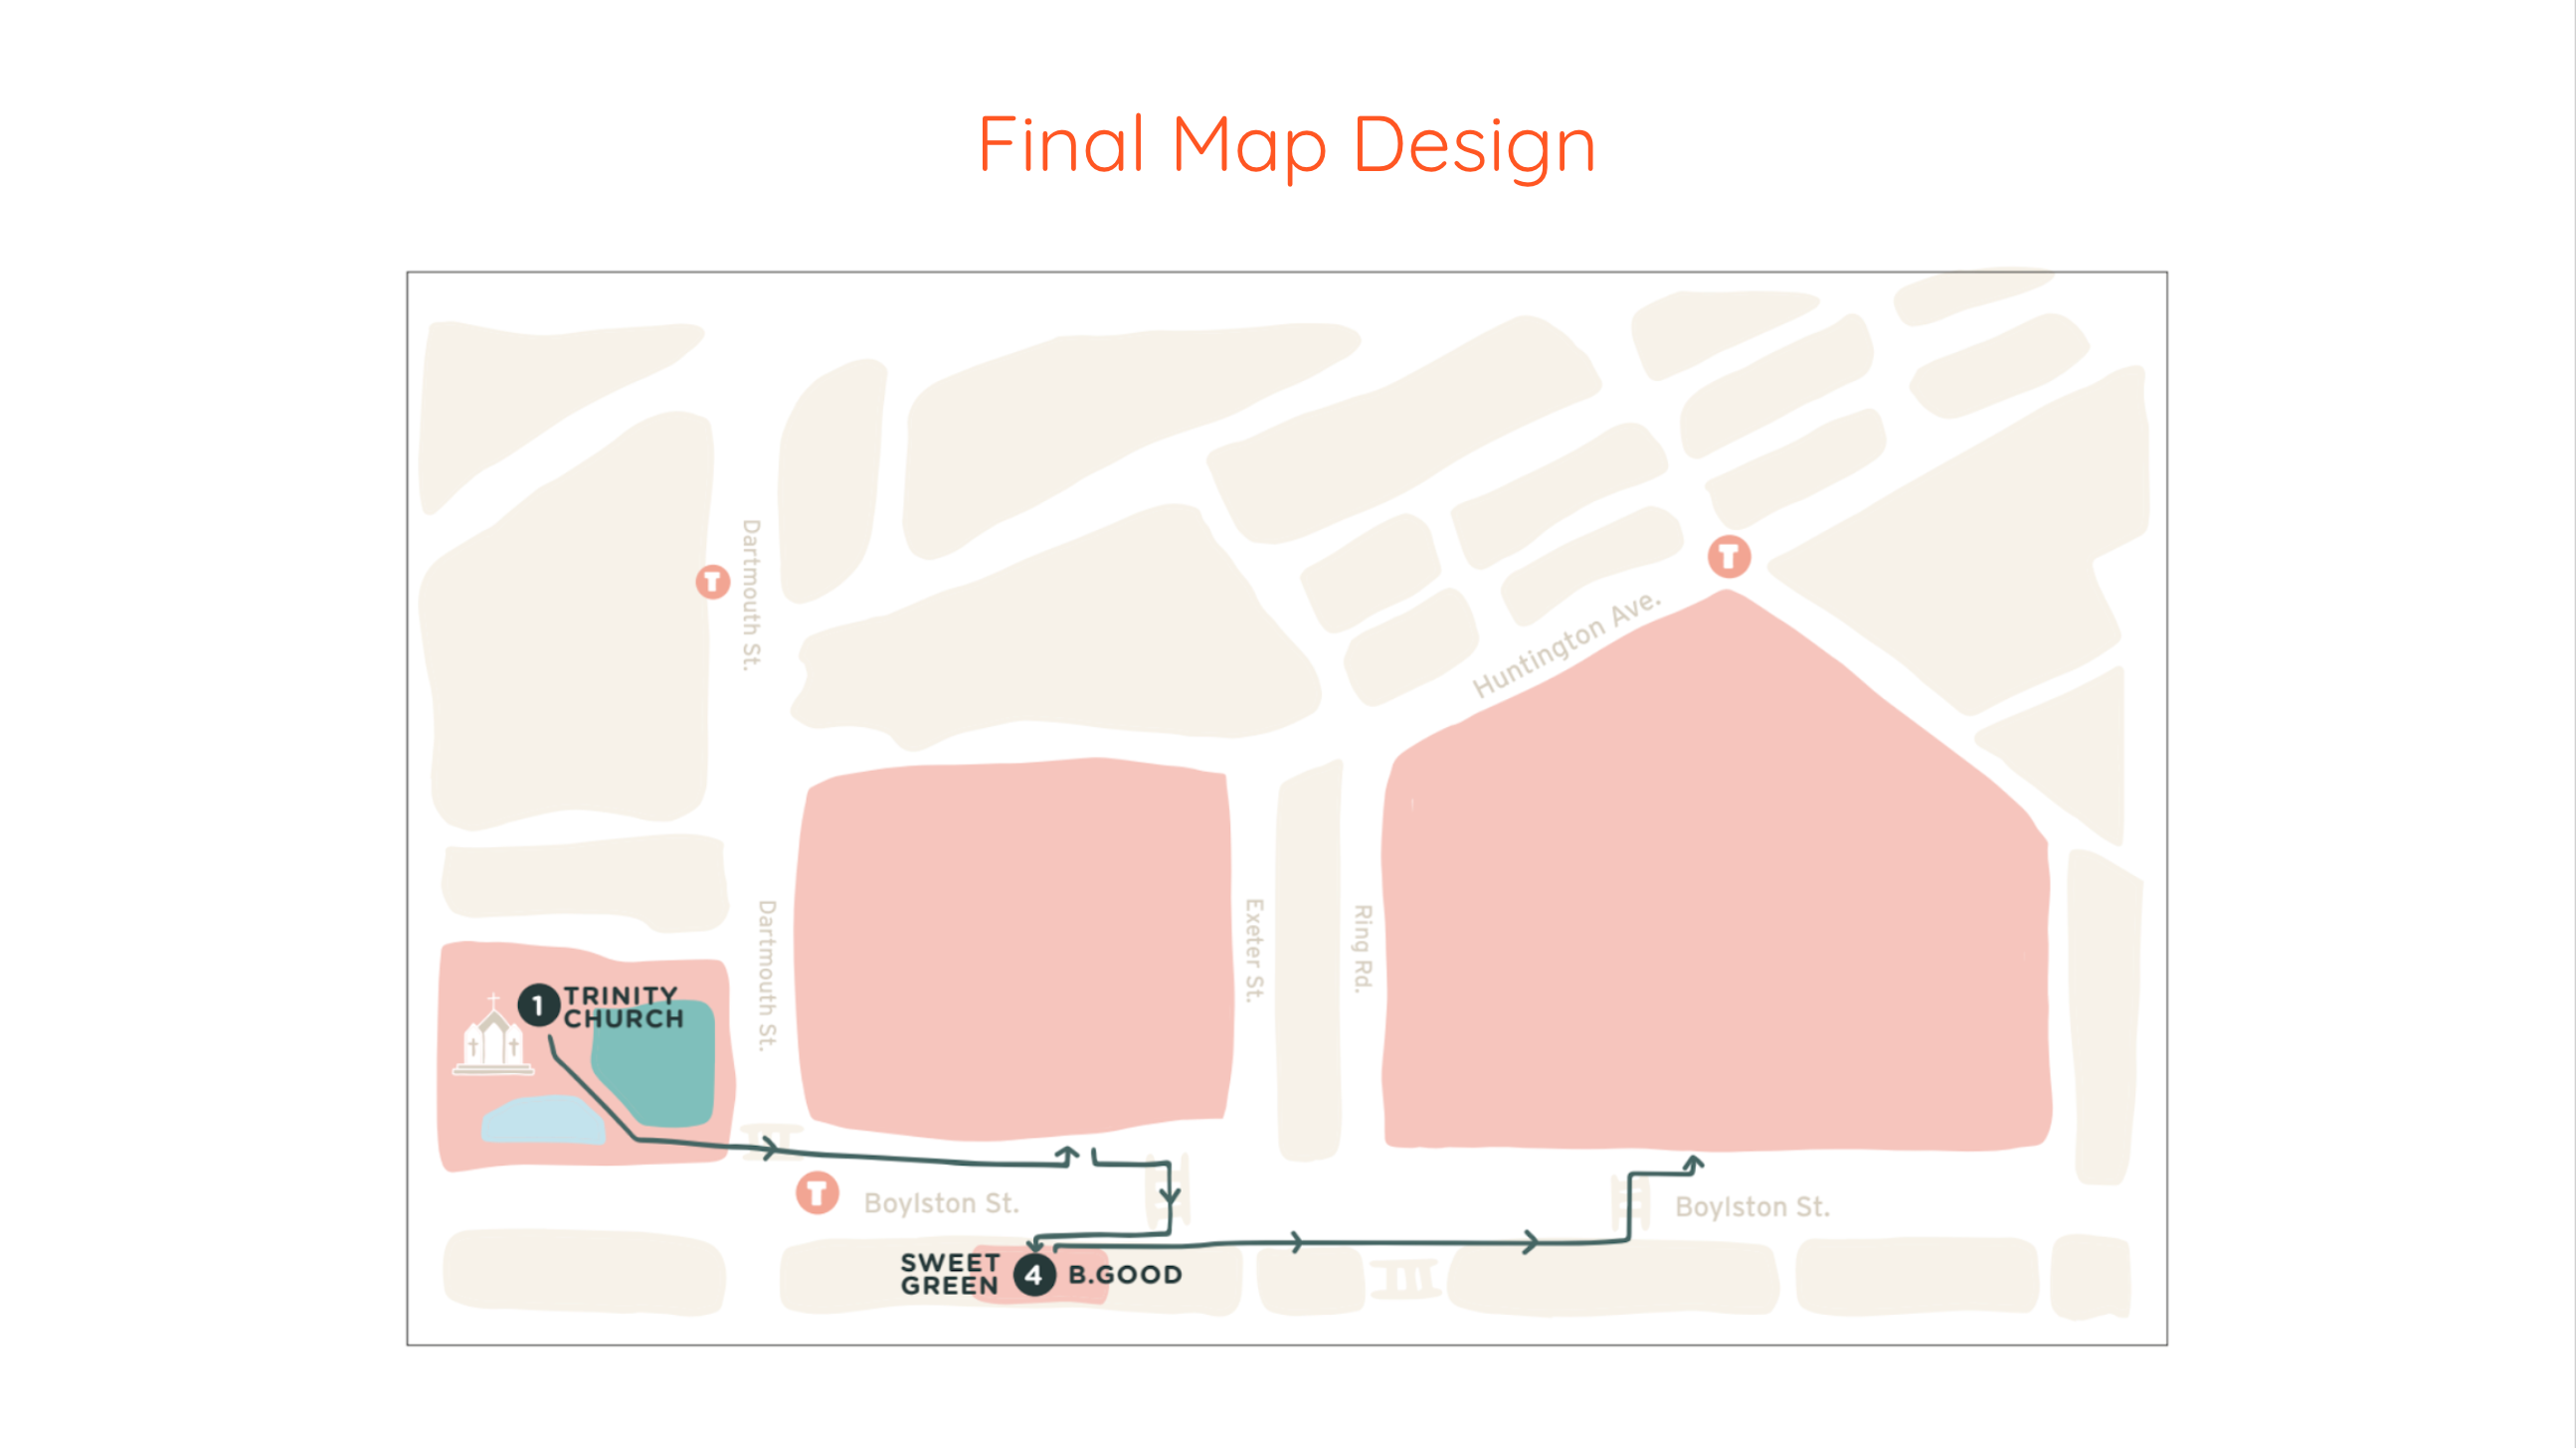 Final Map Design
Dartmouth St.
T
T
Huntington Ave.
Dartmouth St.
Exeter St.
Ring Rd.
1
TRINITY
CHURCH
T
Boylston St.
Boylston St.
SWEET
GREEN
4
B.GOOD